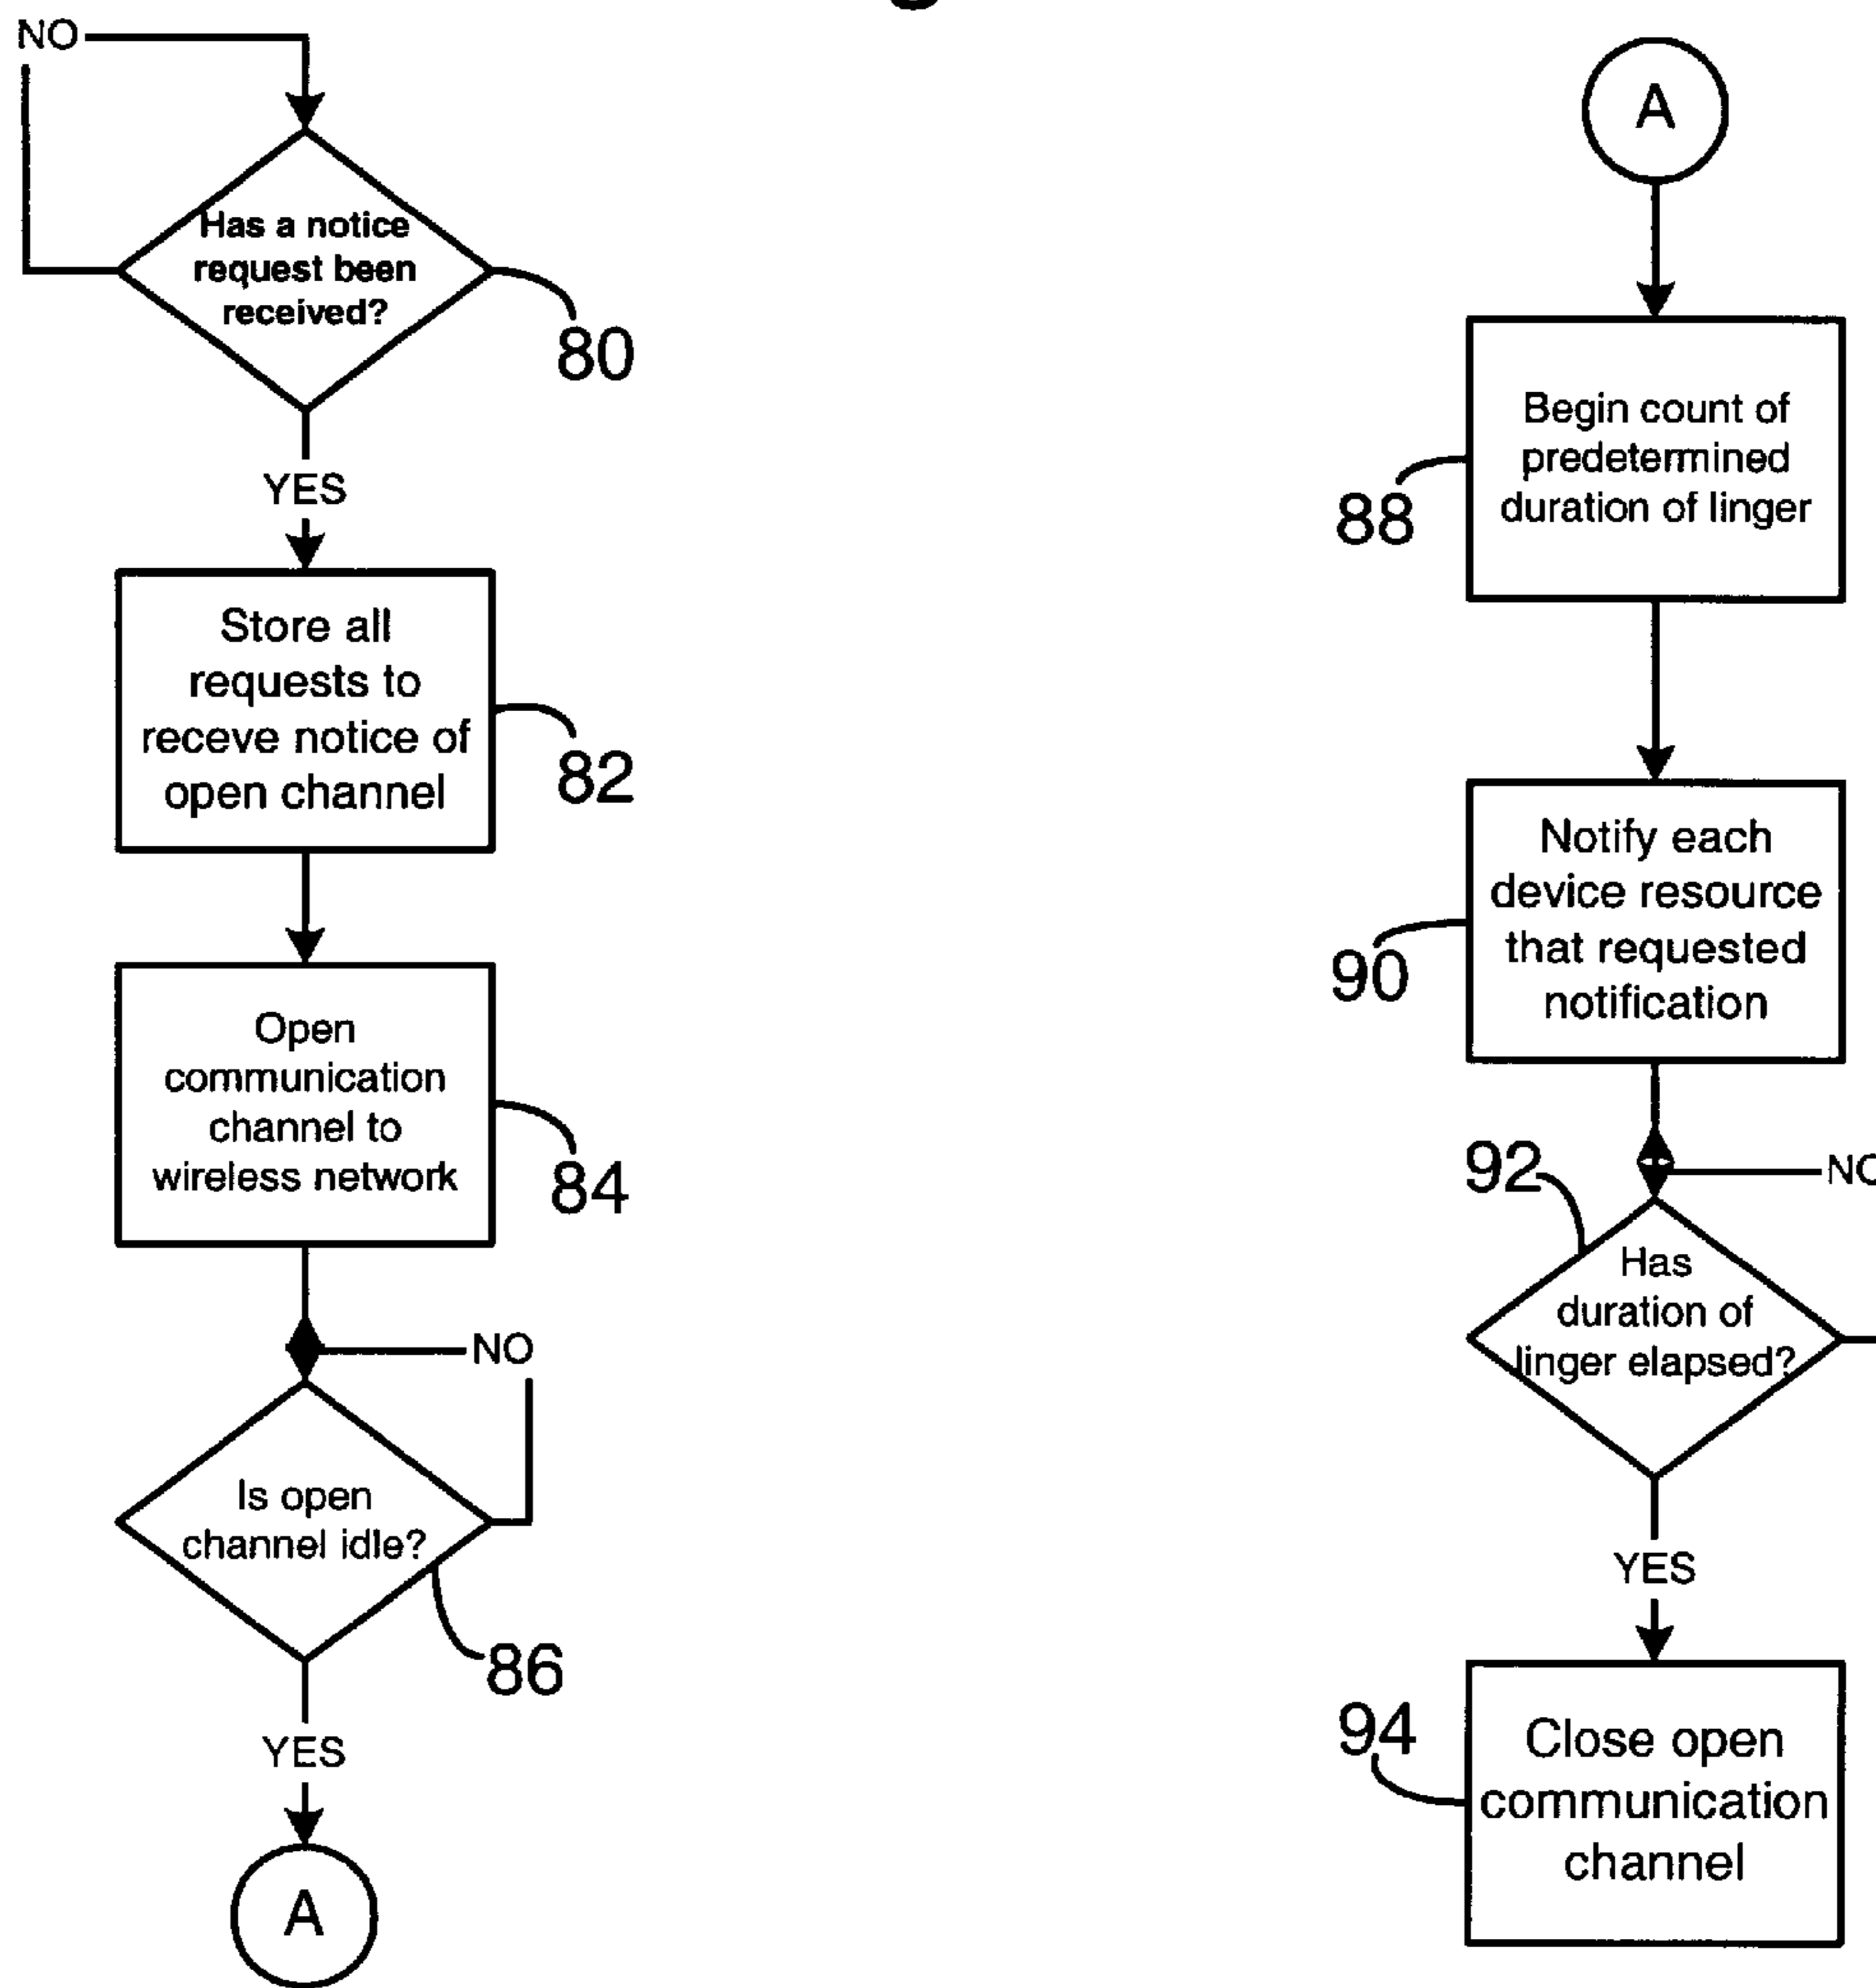 NO
Has a notice
request been
received?
80
YES
Store all
requests to
receve notice of
open channel
82
Open
communication
channel to
wireless network
84
NO
Is open
channel idle?
86
YES
A
A
Begin count of
predetermined
duration of linger
88
Notify each
device resource
that requested
notification
90
92
NO
Has
duration of
linger elapsed?
YES
94
Close open
communication
channel